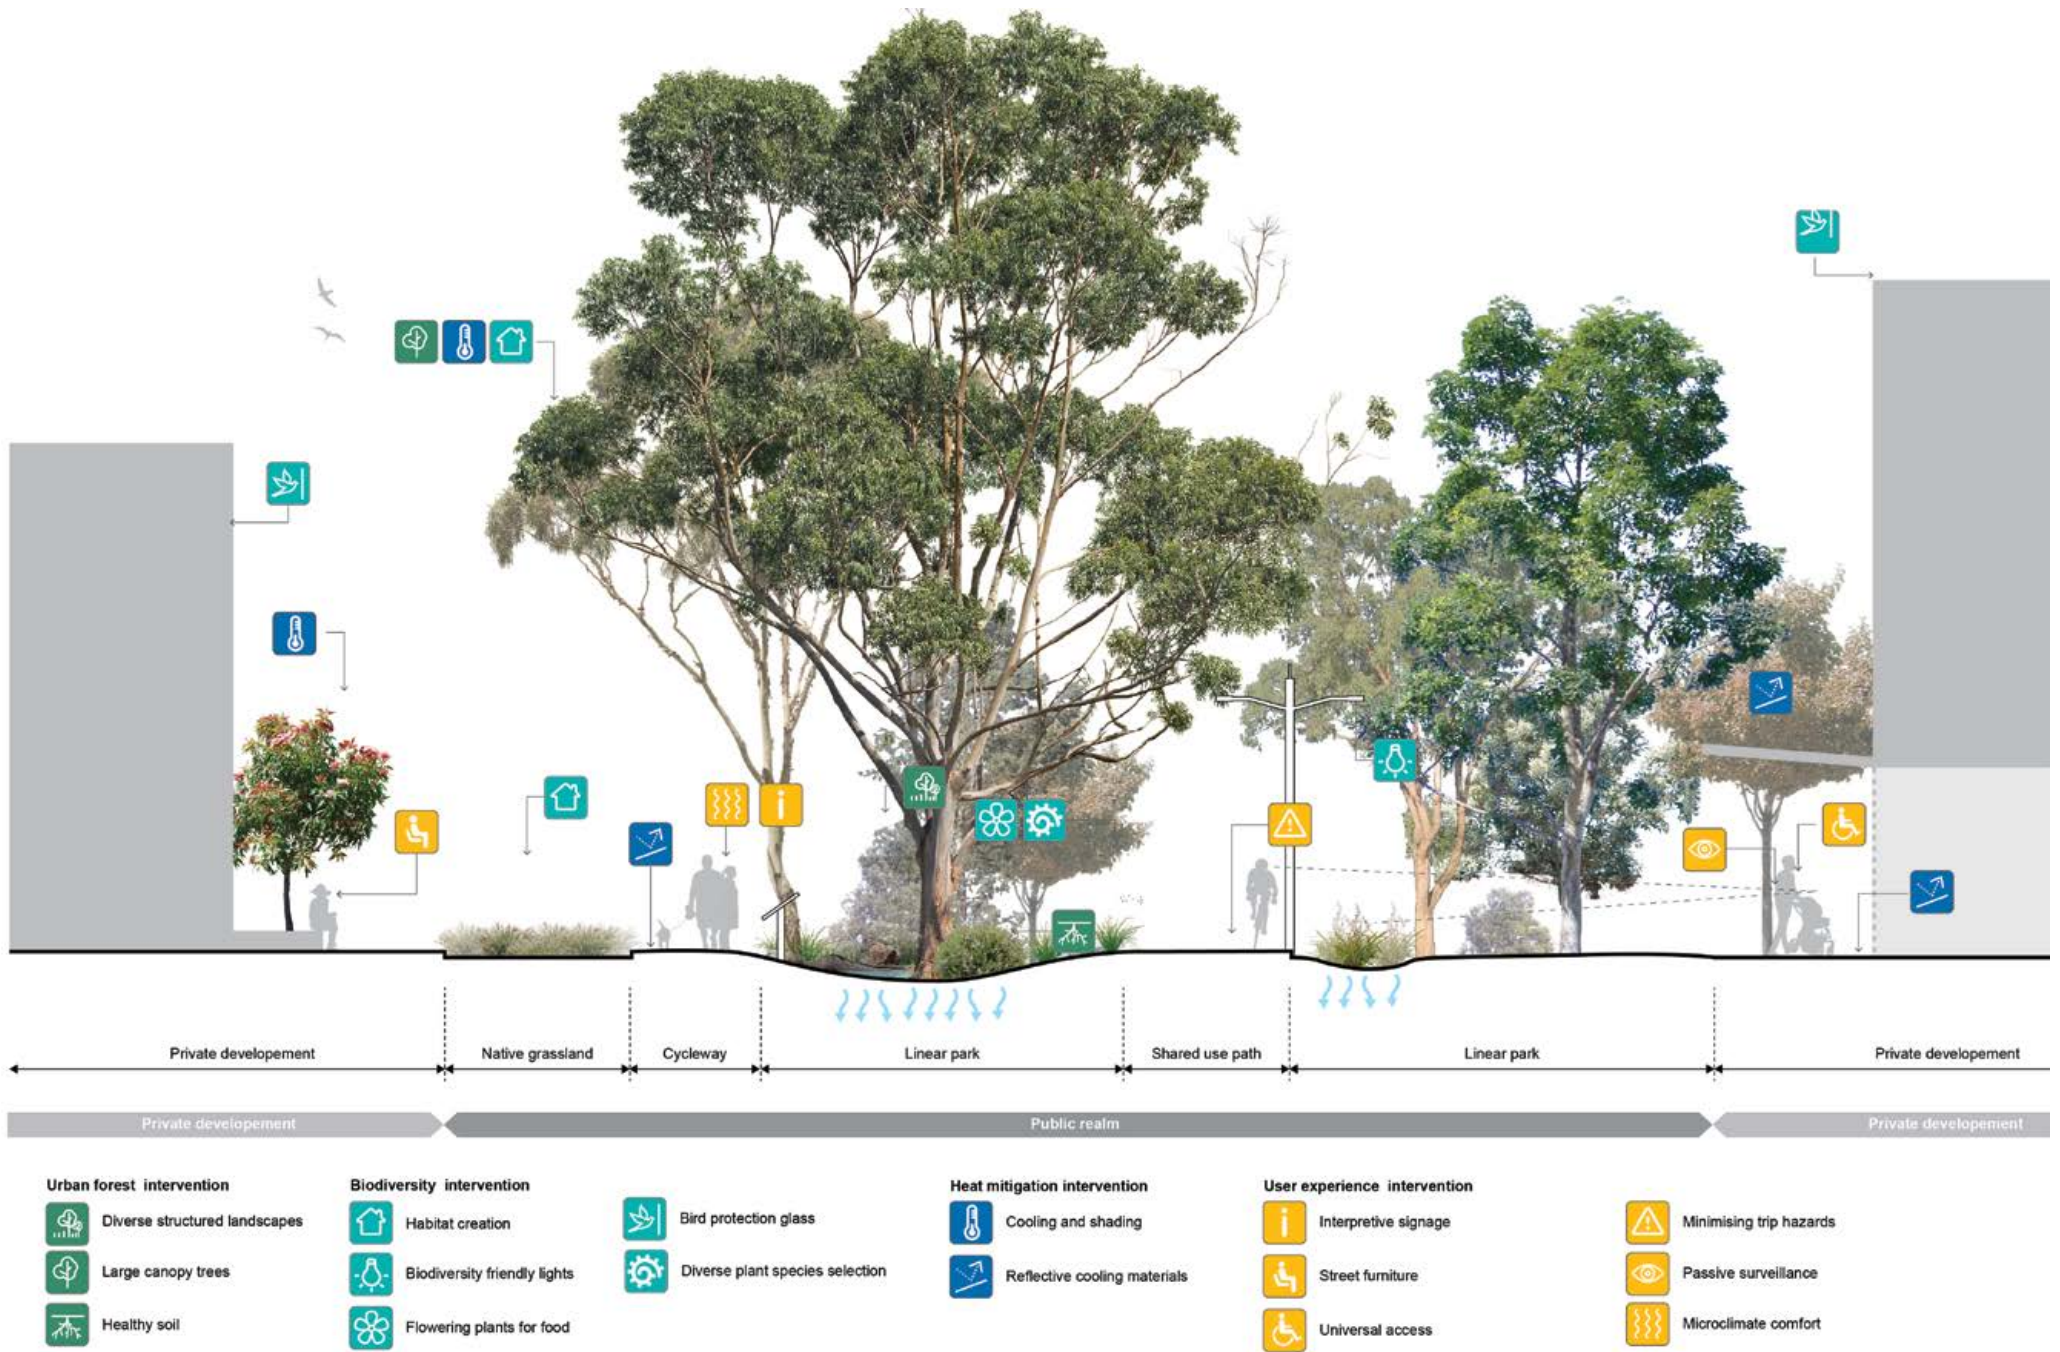 Private developement
Native grassland
Cycleway
Linear park
Shared use path
Linear park
Private developement
Private developement
Public realm
Private developement
Urban forest intervention
Diverse structured landscapes
Large canopy trees
Healthy soil
Biodiversity intervention
Habitat creation
Biodiversity friendly lights
Flowering plants for food
Bird protection glass
Diverse plant species selection
Heat mitigation intervention
Cooling and shading
Reflective cooling materials
User experience intervention
Interpretive signage
Street furniture
Universal access
Minimising trip hazards
Passive surveillance
Microclimate comfort